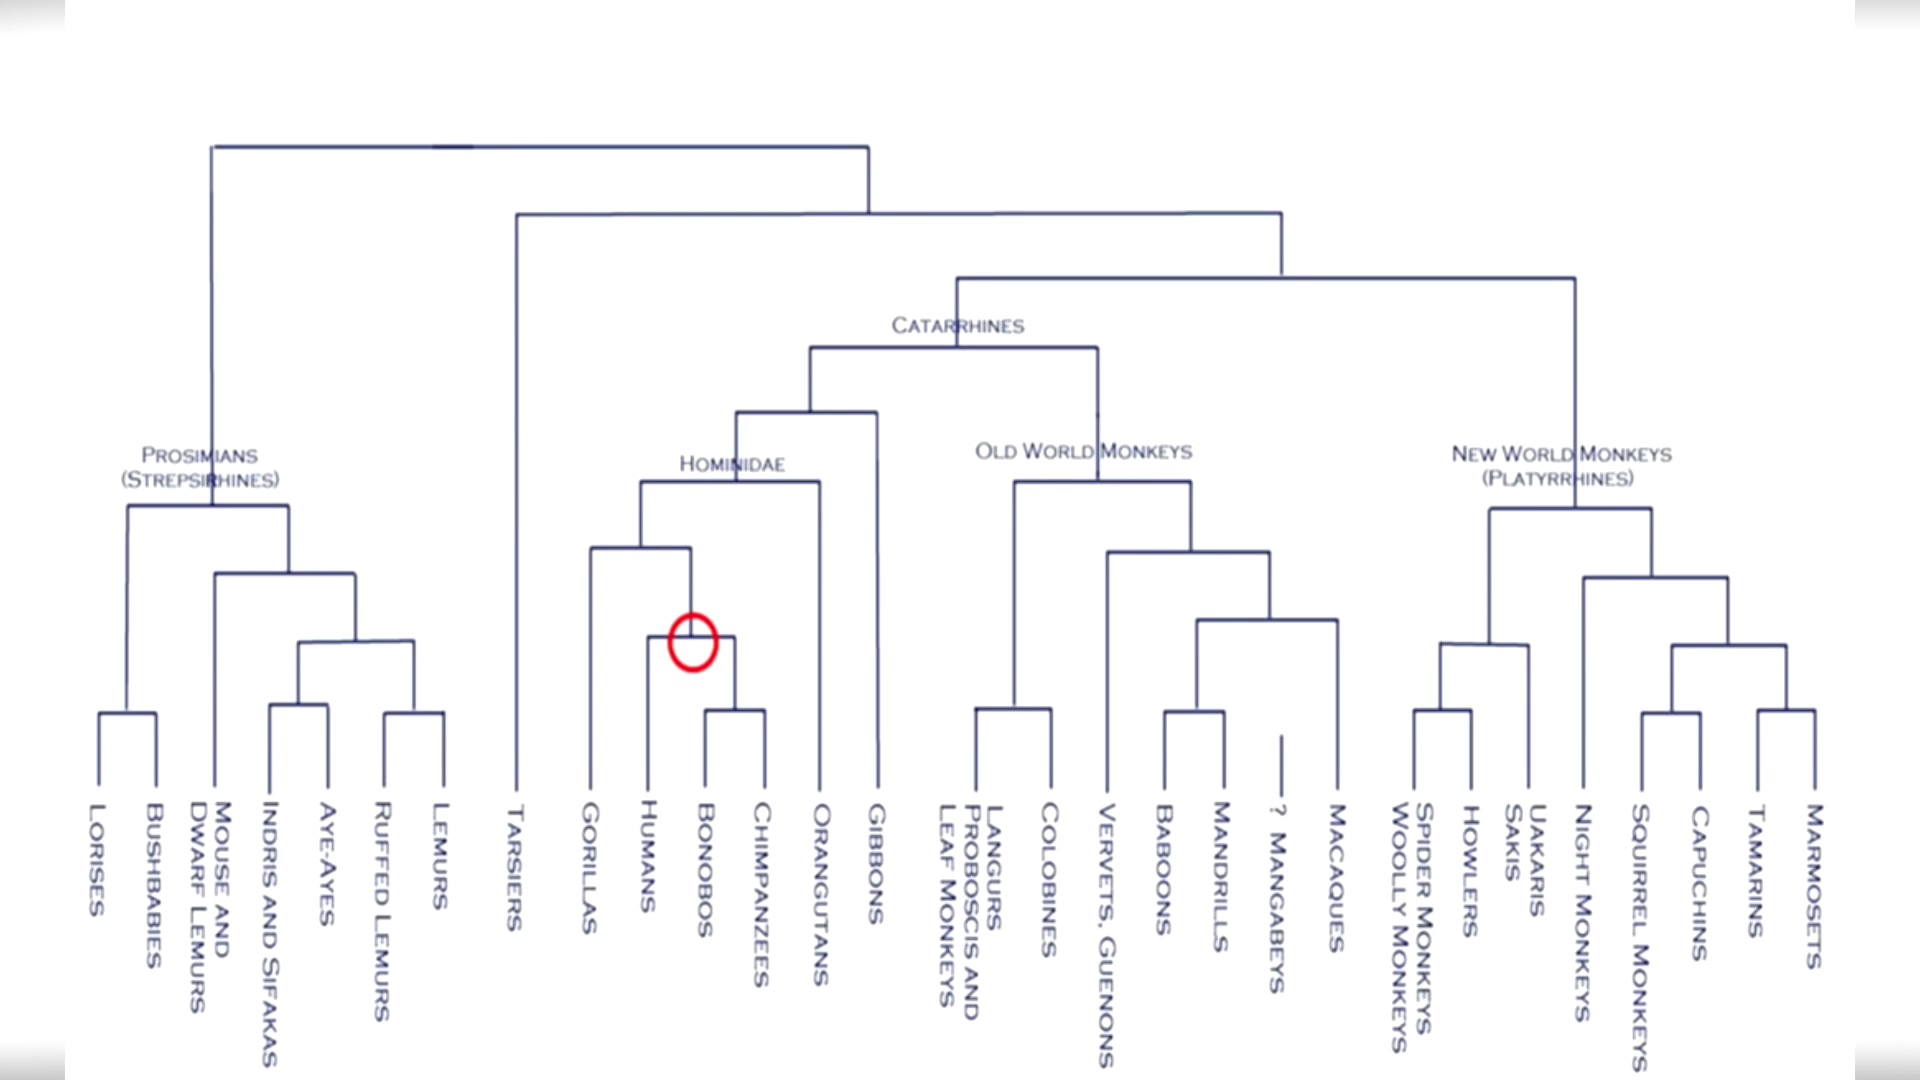 Catarrhines
Prosimians
(Strepsirhines)
Hominidae
Old World Monkeys
New World Monkeys
(Platyrrhines)
Lorises
Bushbabies
Mouse and
Dwarf Lemurs
Indris and Sifakas
Aye-Ayes
Ruffed Lemurs
Lemurs
Tarsiers
Gorillas
Humans
Bonobos
Chimpanzees
Orangutans
Gibbons
Langurs
Proboscis and
Leaf Monkeys
Colobines
Vervets, Guenons
Baboons
Mandrills
? Mangabeys
Macaques
Spider Monkeys
Woolly Monkeys
Howlers
Uakaris
Sakis
Night Monkeys
Squirrel Monkeys
Capuchins
Tamarins
Marmosets